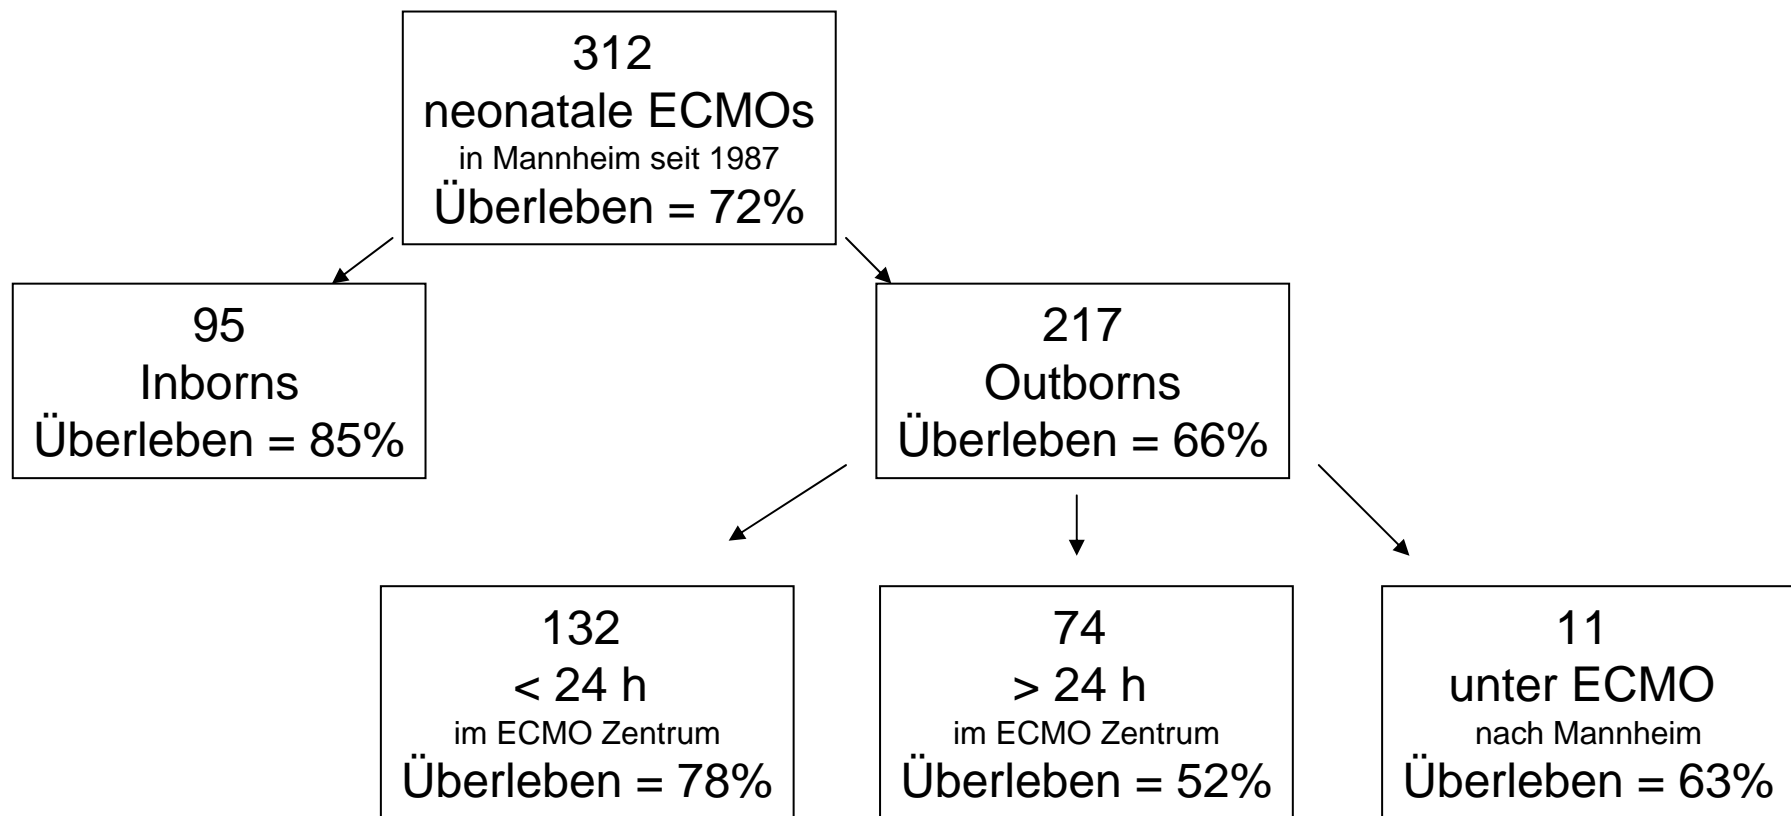 312
neonatale ECMOs
in Mannheim seit 1987
Überleben = 72%
95
Inborns
Überleben = 85%
217
Outborns
Überleben = 66%
132
< 24 h
im ECMO Zentrum
Überleben = 78%
74
> 24 h
im ECMO Zentrum
Überleben = 52%
11
unter ECMO
nach Mannheim
Überleben = 63%